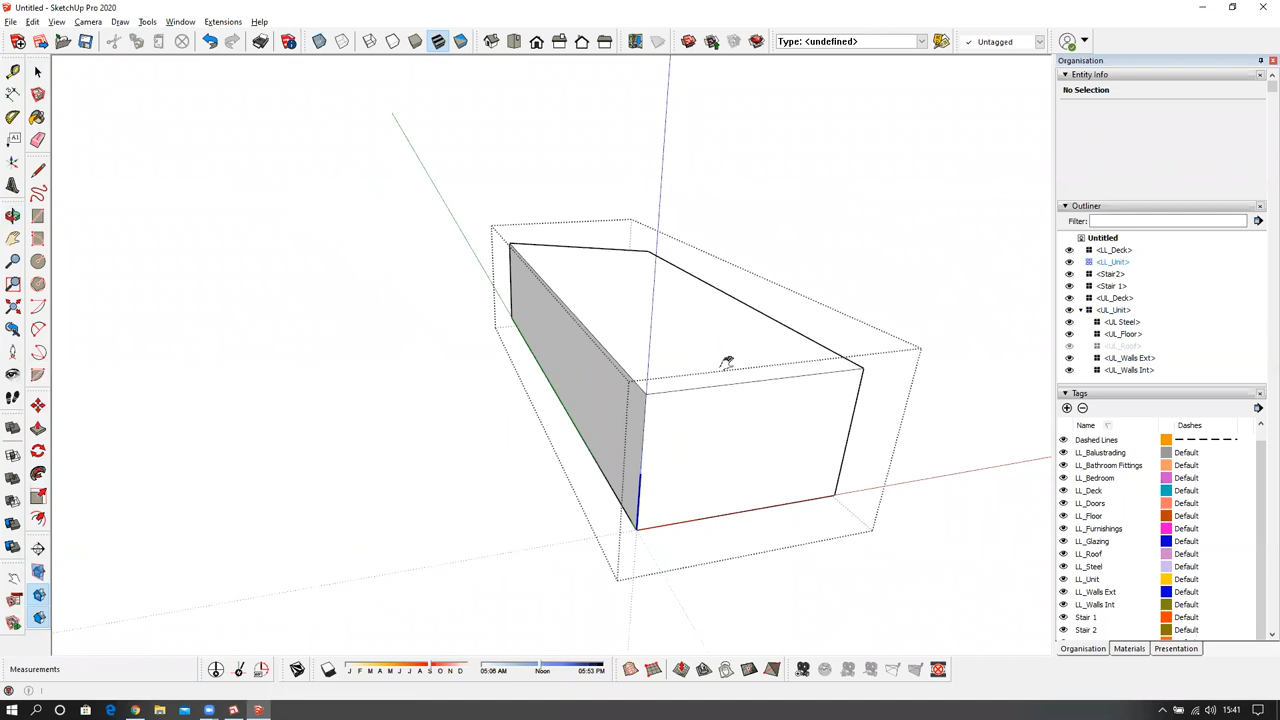 Untitled - SketchUp Pro 2020
File Edit View Camera Draw Tools Window Extensions Help
Type: <undefined>
Untagged
A1
Organisation
Entity Info
No Selection
Outliner
Filter:
Untitled
<LL_Deck>
<LL_Unit>
<Stair2>
<Stair 1>
<UL_Deck>
<UL_Unit>
<UL Steel>
<UL_Floor>
<UL_Roof>
<UL_Walls Ext>
<UL_Walls Int>
Tags
Name Dashes
Dashed Lines
LL_Balustrading Default
LL_Bathroom Fittings Default
LL_Bedroom Default
LL_Deck Default
LL_Doors Default
LL_Floor Default
LL_Furnishings Default
LL_Glazing Default
LL_Roof Default
LL_Steel Default
LL_Unit Default
LL_Walls Ext Default
LL_Walls Int Default
Stair 1 Default
Stair 2 Default
Organisation Materials Presentation
Measurements
J F M A M J J A S O N D
05:06 AM Noon 05:53 PM
15:41